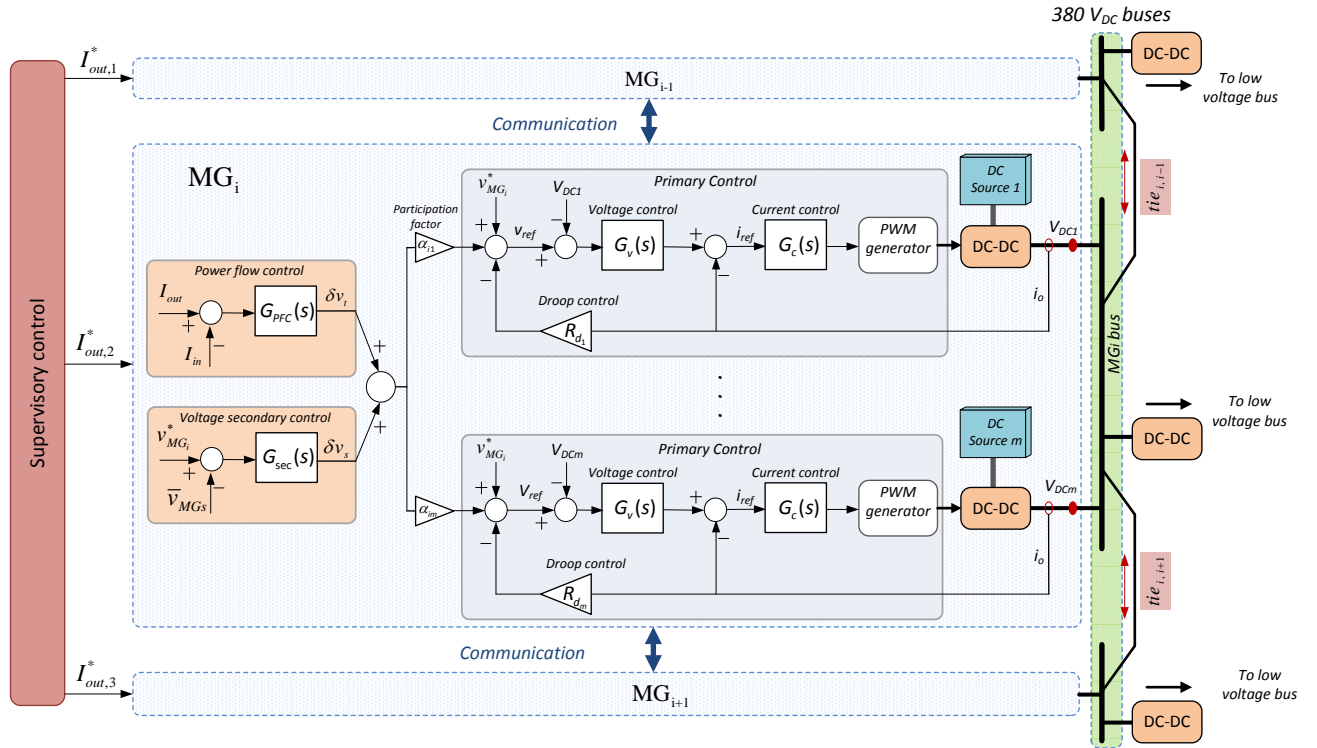 380 V_DC buses
I*_out,1
MG_i-1
DC-DC
To low
voltage bus
Communication
Supervisory control
MG_i
Participation
factor
α_i1
v*_MG_i
V_DC1
Primary Control
+
−
v_ref
+
−
Voltage control
G_v(s)
+
−
i_ref
Current control
G_c(s)
PWM
generator
DC
Source 1
DC-DC
V_DC1
i_o
Droop control
R_d_1
tie_i,i−1
MGi bus
Power flow control
I_out
+
−
I_in
G_PFC(s)
δv_t
+
I*_out,2
Voltage secondary control
v*_MG_i
+
−
v̅_MGs
G_sec(s)
δv_s
+
. . .
To low
voltage bus
DC-DC
α_im
v*_MG_i
V_DCm
Primary Control
+
−
V_ref
+
−
Voltage control
G_v(s)
+
−
i_ref
Current control
G_c(s)
PWM
generator
DC
Source m
DC-DC
V_DCm
i_o
Droop control
R_d_m
tie_i,i+1
Communication
I*_out,3
MG_i+1
To low
voltage bus
DC-DC